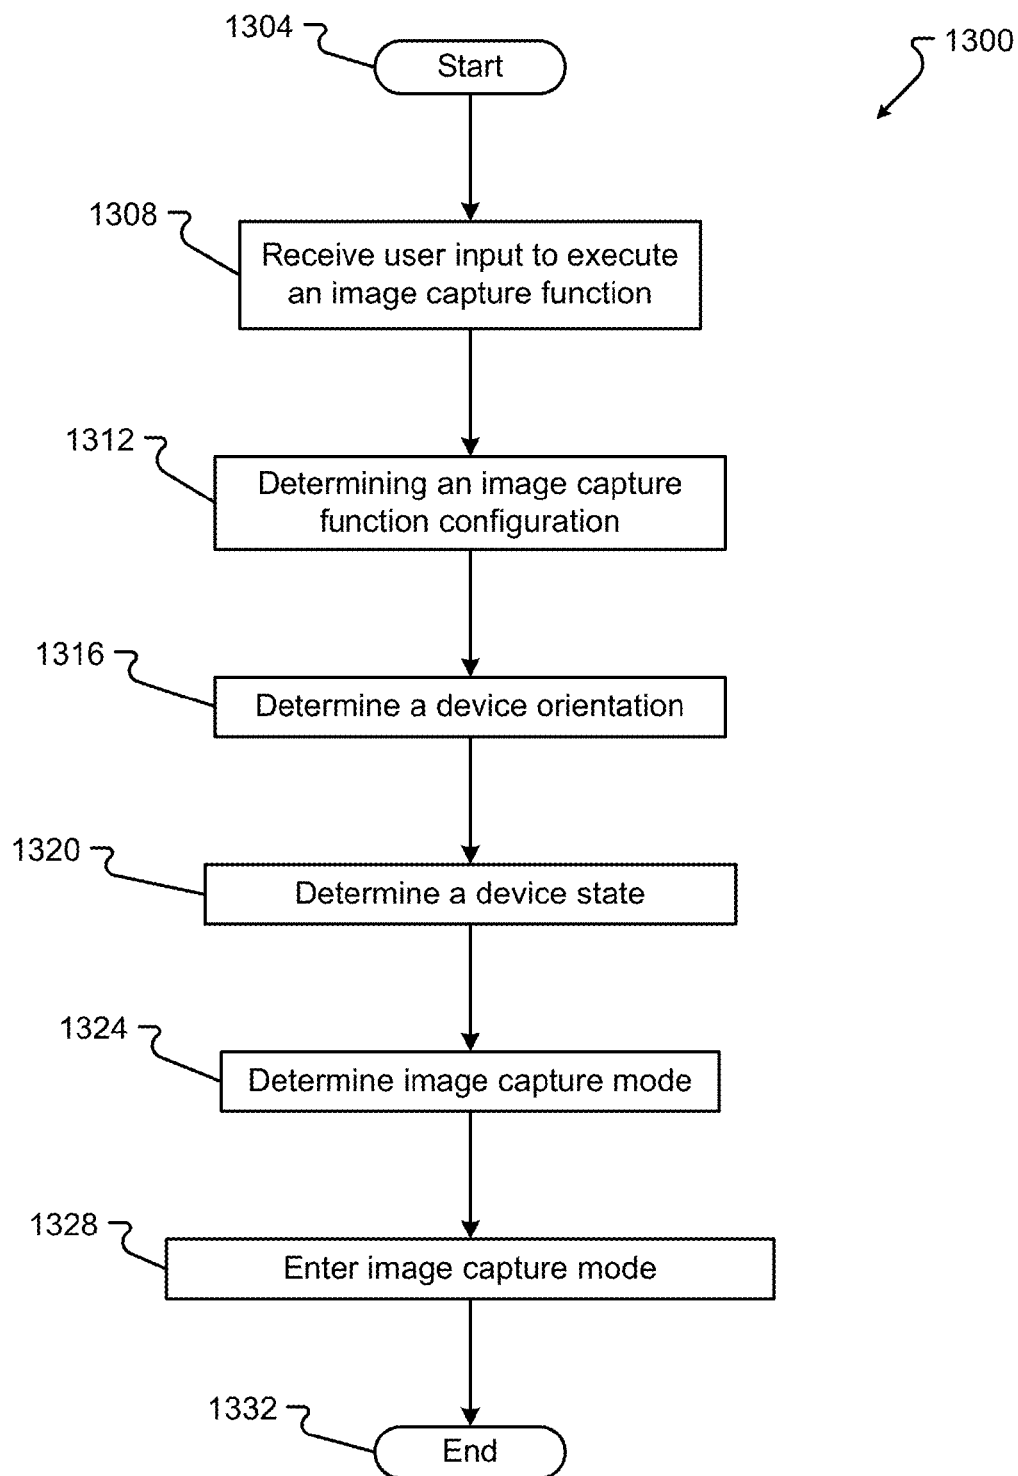 1304
Start
1300
1308
Receive user input to execute
an image capture function
1312
Determining an image capture
function configuration
1316
Determine a device orientation
1320
Determine a device state
1324
Determine image capture mode
1328
Enter image capture mode
1332
End